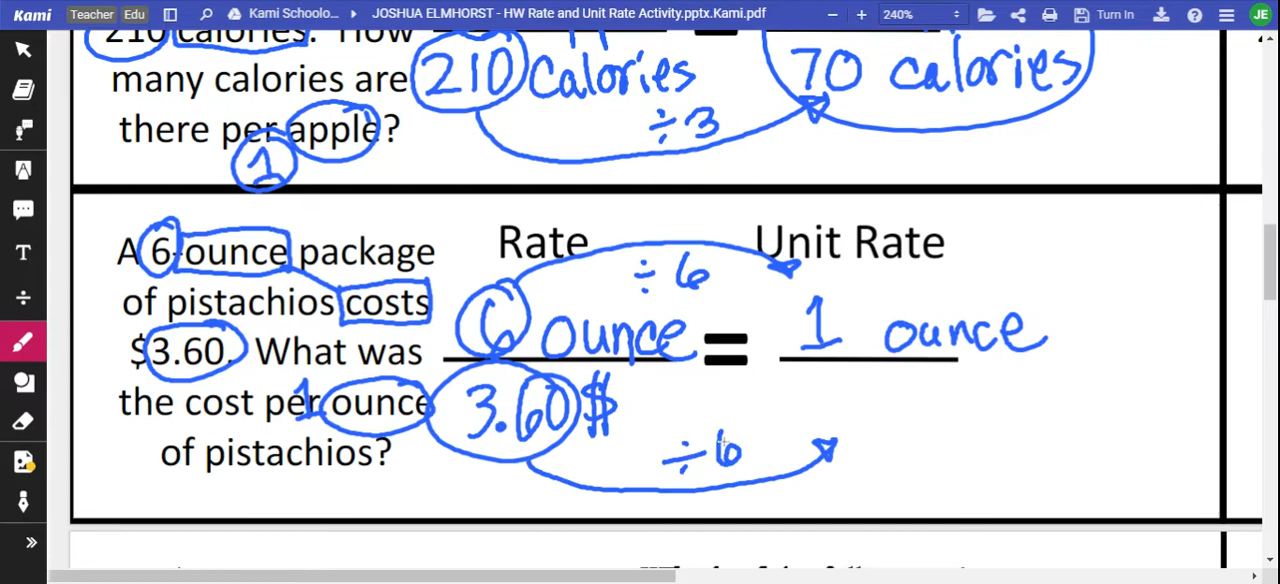 Kami Teacher Edu Kami Schoolo... JOSHUA ELMHORST - HW Rate and Unit Rate Activity.pptx.Kami.pdf 240% Turn In JE
210 calories. How
many calories are
there per apple?
1
210 calories
÷3
70 calories
A 6-ounce package
of pistachios costs
$3.60. What was
the cost per 1 ounce
of pistachios?
Rate Unit Rate
÷ 6
6 ounce = 1 ounce
3.60$
÷6